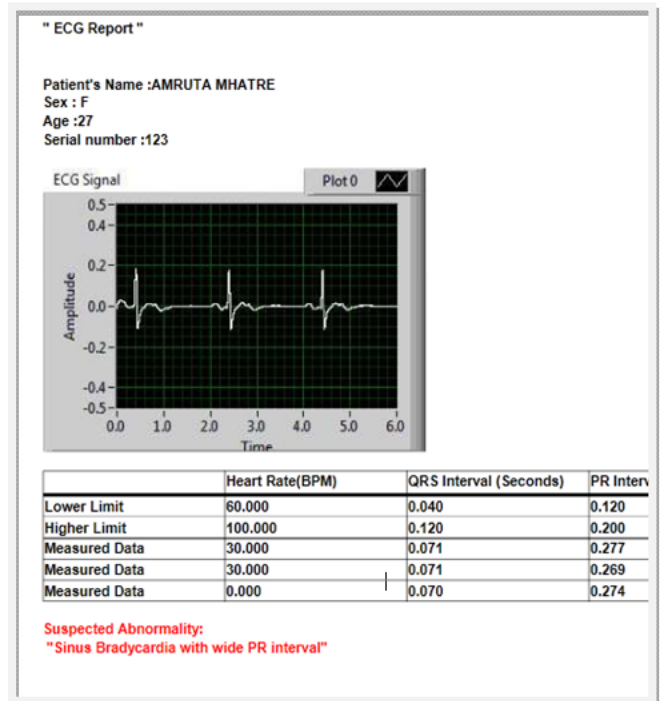 " ECG Report "
Patient's Name :AMRUTA MHATRE
Sex : F
Age :27
Serial number :123
ECG Signal Plot 0
0.5
0.4
0.2
0.0
-0.2
-0.4
-0.5
Amplitude
0.0 1.0 2.0 3.0 4.0 5.0 6.0
Time
Heart Rate(BPM) QRS Interval (Seconds) PR Interv
Lower Limit 60.000 0.040 0.120
Higher Limit 100.000 0.120 0.200
Measured Data 30.000 0.071 0.277
Measured Data 30.000 0.071 0.269
Measured Data 0.000 0.070 0.274
Suspected Abnormality:
"Sinus Bradycardia with wide PR interval"